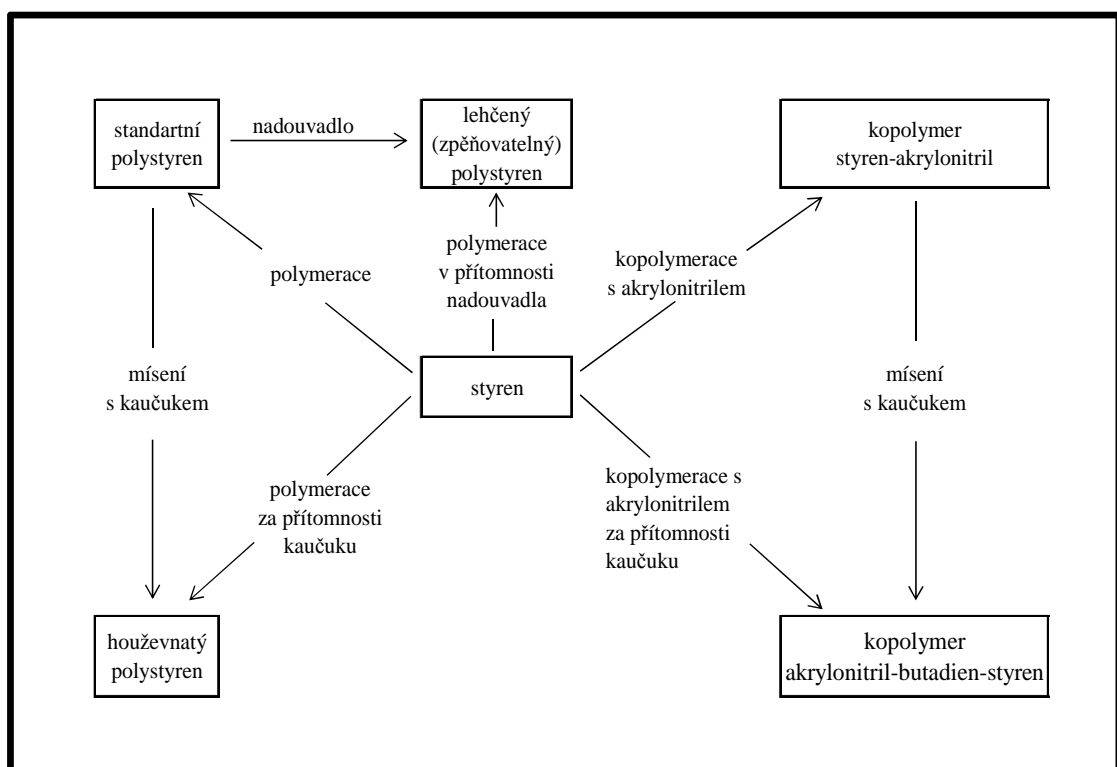 standartní
polystyren
nadouvadlo
lehčený
(zpěňovatelný)
polystyren
kopolymer
styren-akrylonitril
polymerace
polymerace
v přítomnosti
nadouvadla
kopolymerace
s akrylonitrilem
mísení
s kaučukem
styren
mísení
s kaučukem
polymerace
za přítomnosti
kaučuku
kopolymerace s
akrylonitrilem
za přítomnosti
kaučuku
houževnatý
polystyren
kopolymer
akrylonitril-butadien-styren